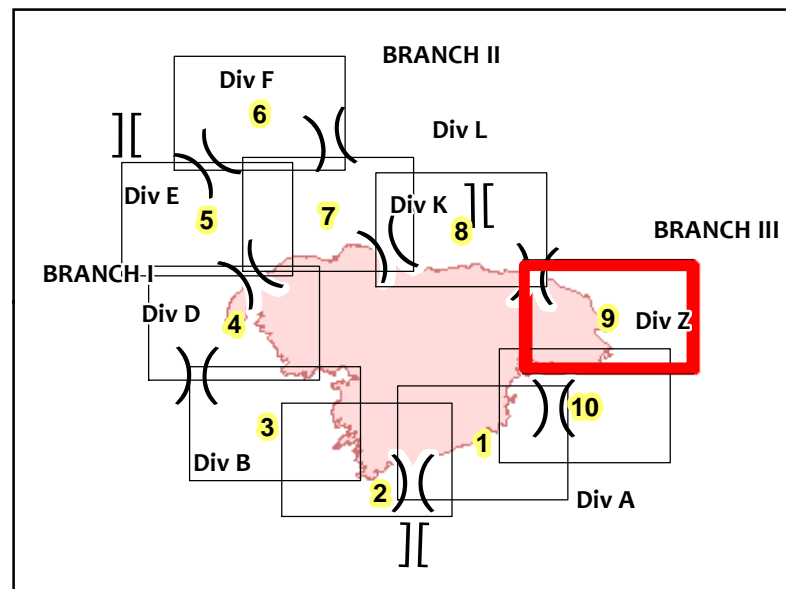 BRANCH II
Div F
6
Div L
][
Div E
5
7
Div K
][
8
BRANCH III
BRANCH I
Div D
4
9
Div Z
10
3
1
Div B
2
Div A
][